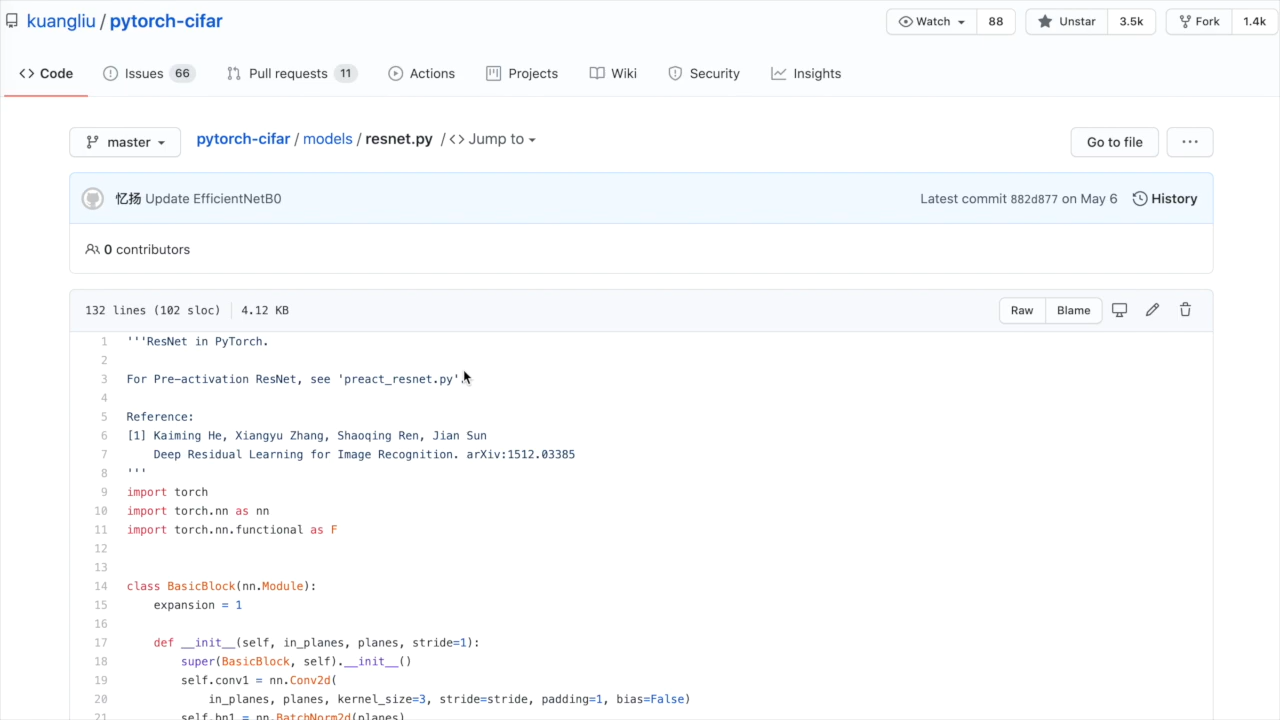 kuangliu / pytorch-cifar
Watch 88 Unstar 3.5k Fork 1.4k
Code Issues 66 Pull requests 11 Actions Projects Wiki Security Insights
master pytorch-cifar / models / resnet.py / <> Jump to Go to file ...
忆扬 Update EfficientNetB0 Latest commit 882d877 on May 6 History
0 contributors
132 lines (102 sloc) 4.12 KB Raw Blame
1 '''ResNet in PyTorch.
2
3 For Pre-activation ResNet, see 'preact_resnet.py'.
4
5 Reference:
6 [1] Kaiming He, Xiangyu Zhang, Shaoqing Ren, Jian Sun
7 Deep Residual Learning for Image Recognition. arXiv:1512.03385
8 '''
9 import torch
10 import torch.nn as nn
11 import torch.nn.functional as F
12
13
14 class BasicBlock(nn.Module):
15 expansion = 1
16
17 def __init__(self, in_planes, planes, stride=1):
18 super(BasicBlock, self).__init__()
19 self.conv1 = nn.Conv2d(
20 in_planes, planes, kernel_size=3, stride=stride, padding=1, bias=False)
21 self.bn1 = nn.BatchNorm2d(planes)